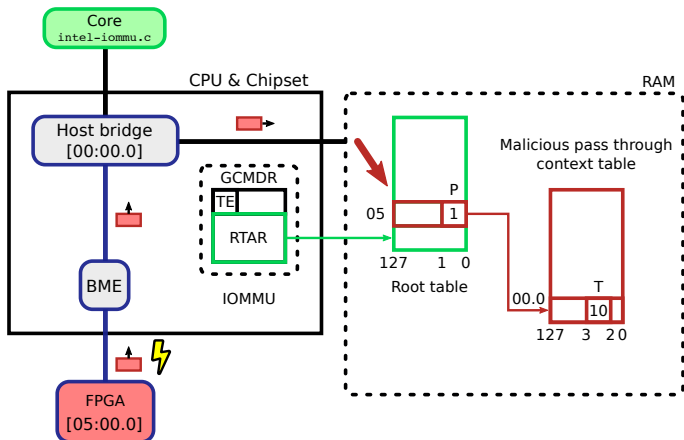 Core
intel-iommu.c
CPU & Chipset
RAM
Host bridge
[00:00.0]
Malicious pass through
context table
GCMDR
TE
P
05
1
RTAR
127
1
0
Root table
BME
IOMMU
00.0
T
10
127
3
2
0
FPGA
[05:00.0]